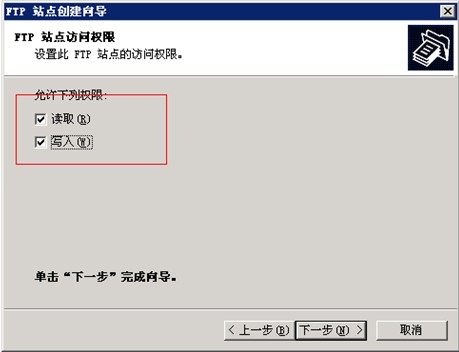 FTP 站点创建向导
FTP 站点访问权限
设置此 FTP 站点的访问权限。
允许下列权限:
读取(R)
写入(W)
单击“下一步”完成向导。
< 上一步(B) 下一步(N) > 取消